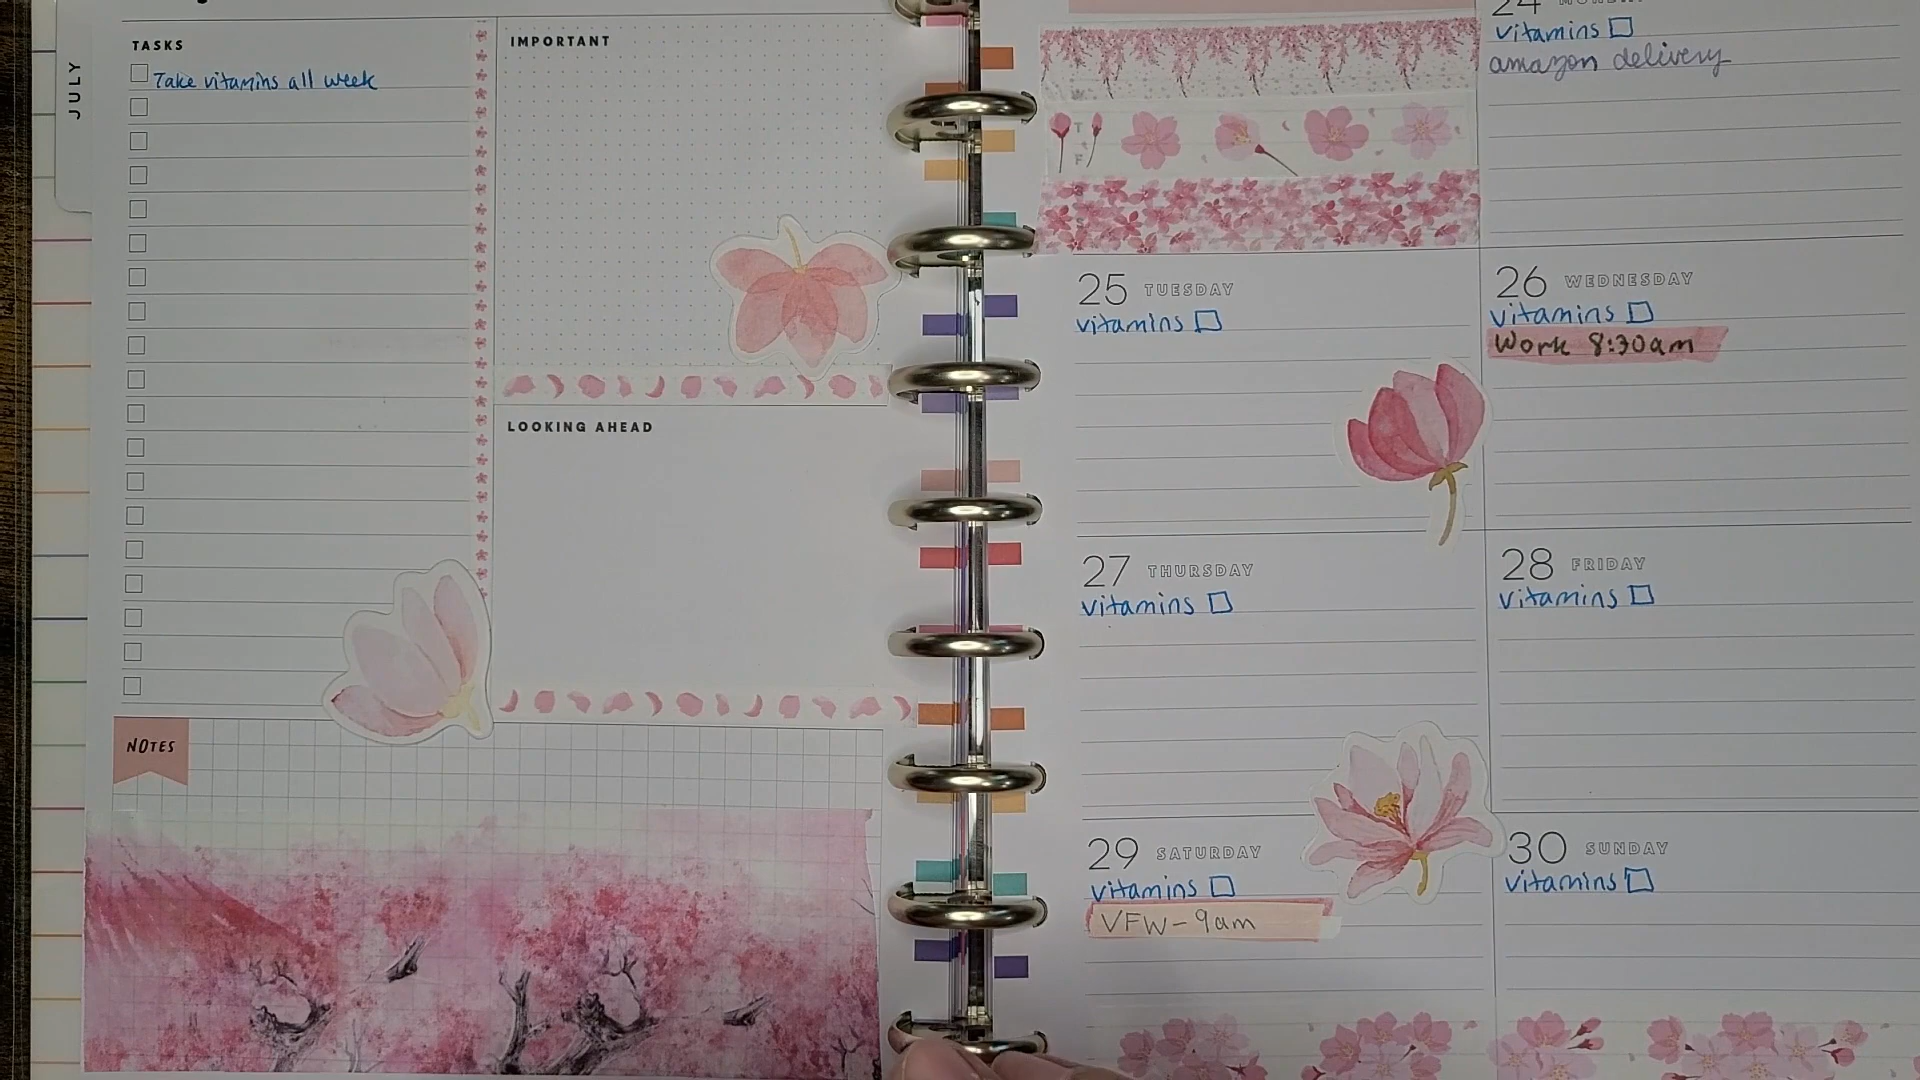 JULY
TASKS
Take vitamins all week
IMPORTANT
LOOKING AHEAD
NOTES
T
F
24
vitamins
amazon delivery
25 TUESDAY
vitamins
26 WEDNESDAY
vitamins
Work 8:30am
27 THURSDAY
vitamins
28 FRIDAY
vitamins
29 SATURDAY
vitamins
VFW-9am
30 SUNDAY
vitamins